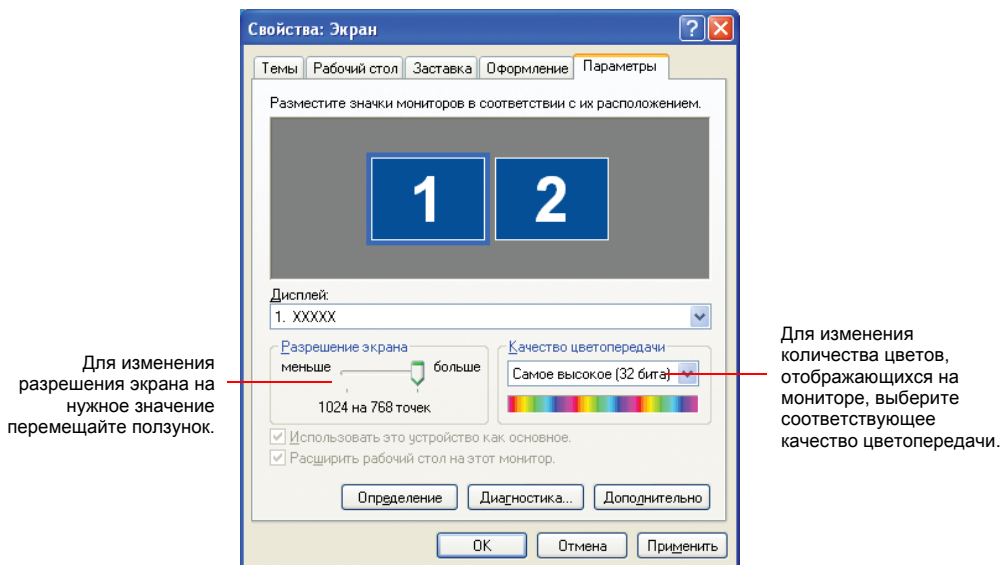 Свойства: Экран
Темы
Рабочий стол
Заставка
Оформление
Параметры
Разместите значки мониторов в соответствии с их расположением.
1
2
Дисплей:
1. XXXXX
Разрешение экрана
меньше
больше
1024 на 768 точек
Качество цветопередачи
Самое высокое (32 бита)
Использовать это устройство как основное.
Расширить рабочий стол на этот монитор.
Определение
Диагностика...
Дополнительно
OK
Отмена
Применить
Для изменения
разрешения экрана на
нужное значение
перемещайте ползунок.
Для изменения
количества цветов,
отображающихся на
мониторе, выберите
соответствующее
качество цветопередачи.